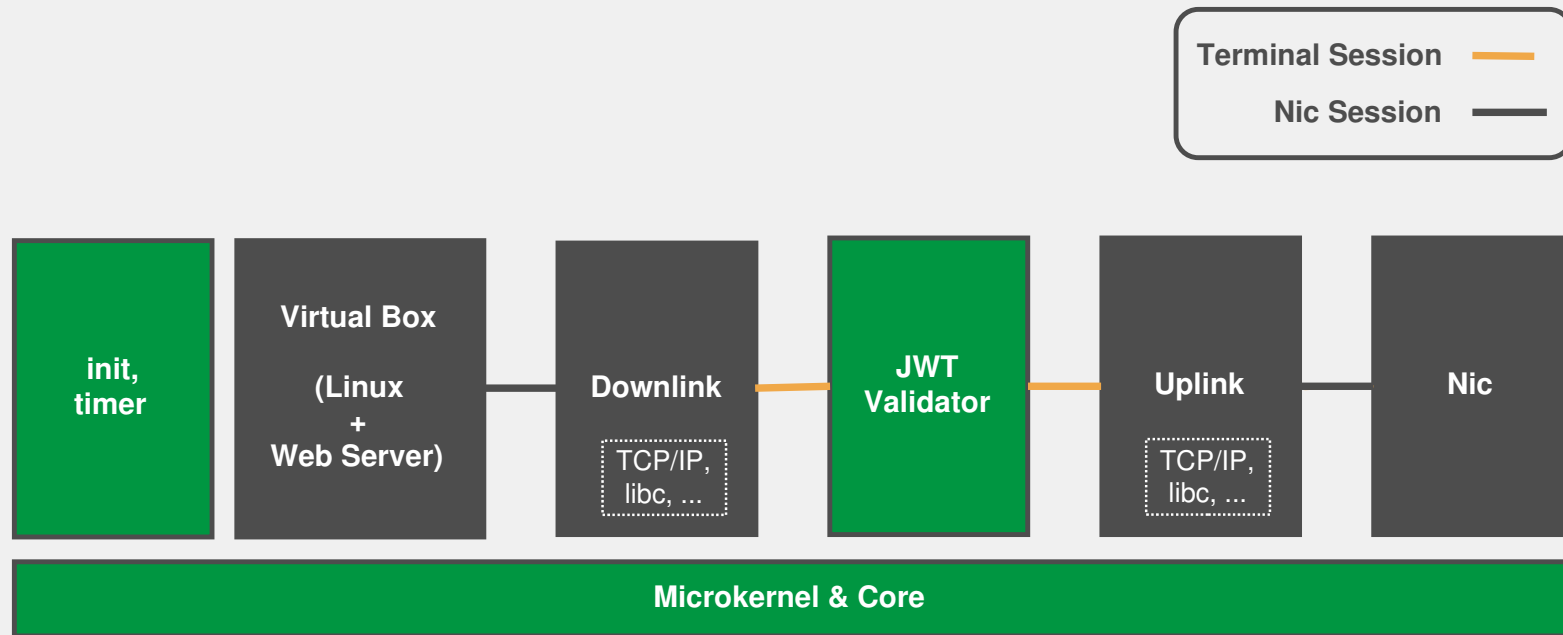 Terminal Session
Nic Session
init,
timer
Virtual Box
(Linux
+
Web Server)
Downlink
TCP/IP,
libc, ...
JWT
Validator
Uplink
TCP/IP,
libc, ...
Nic
Microkernel & Core